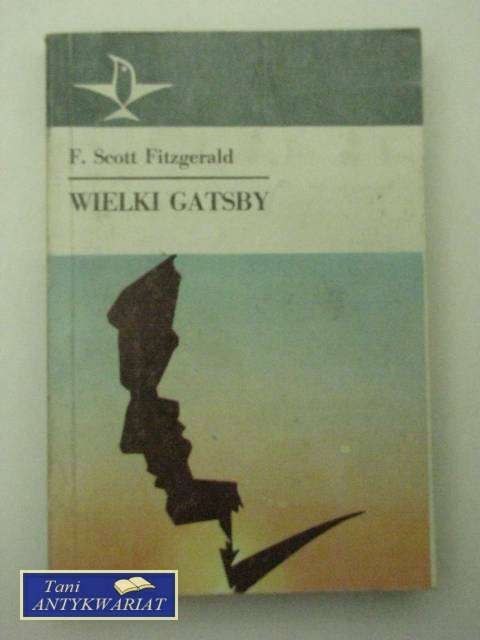 F. Scott Fitzgerald
WIELKI GATSBY
Tani
ANTYKWARIAT